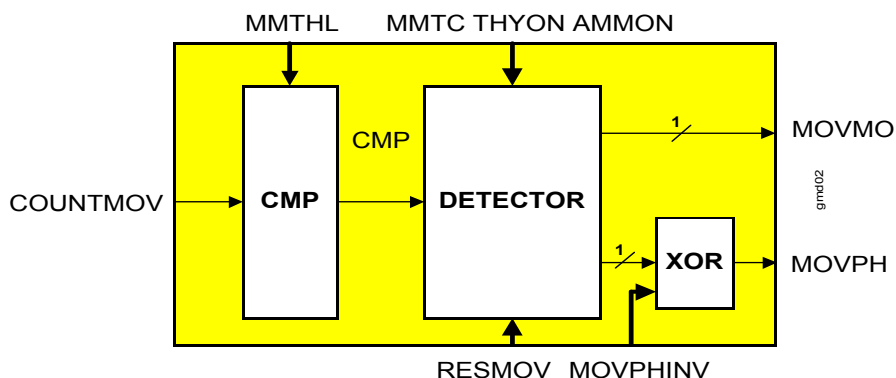 MMTHL MMTC THYON AMMON
CMP
MOVMO
COUNTMOV CMP DETECTOR
1
1
XOR
MOVPH
gmd02
RESMOV MOVPHINV